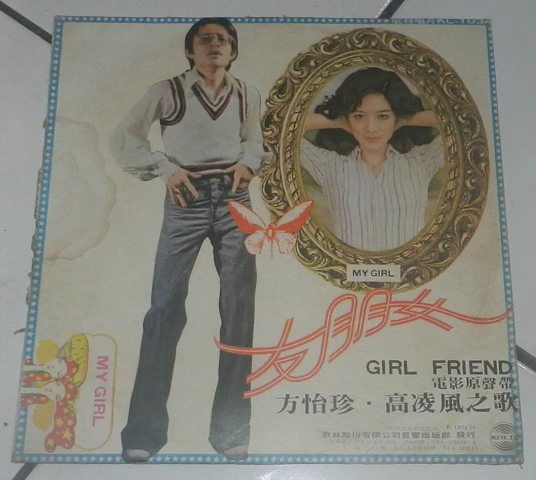 MY GIRL
友朋女
GIRL FRIEND
電影原聲帶
方怡珍·高凌風之歌
歌林股份有限公司音響出版部 發行
MY GIRL
KOLIN